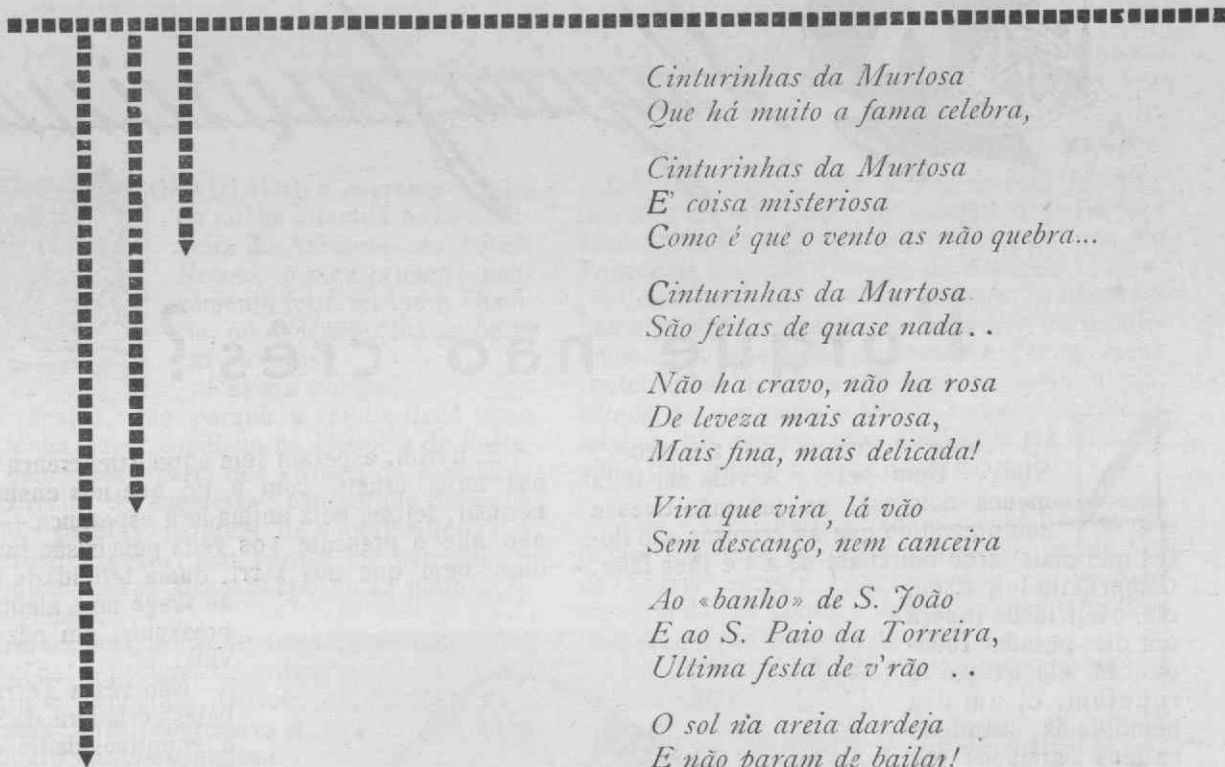 Cinturinhas da Murtosa
Que há muito a fama celebra,
Cinturinhas da Murtosa
E' coisa misteriosa
Como é que o vento as não quebra...
Cinturinhas da Murtosa
São feitas de quase nada..
Não ha cravo, não ha rosa
De leveza mais airosa,
Mais fina, mais delicada!
Vira que vira, lá vão
Sem descanço, nem canceira
Ao «banho» de S. João
E ao S. Paio da Torreira,
Ultima festa de v'rão ..
O sol na areia dardeja
E não param de bailar!